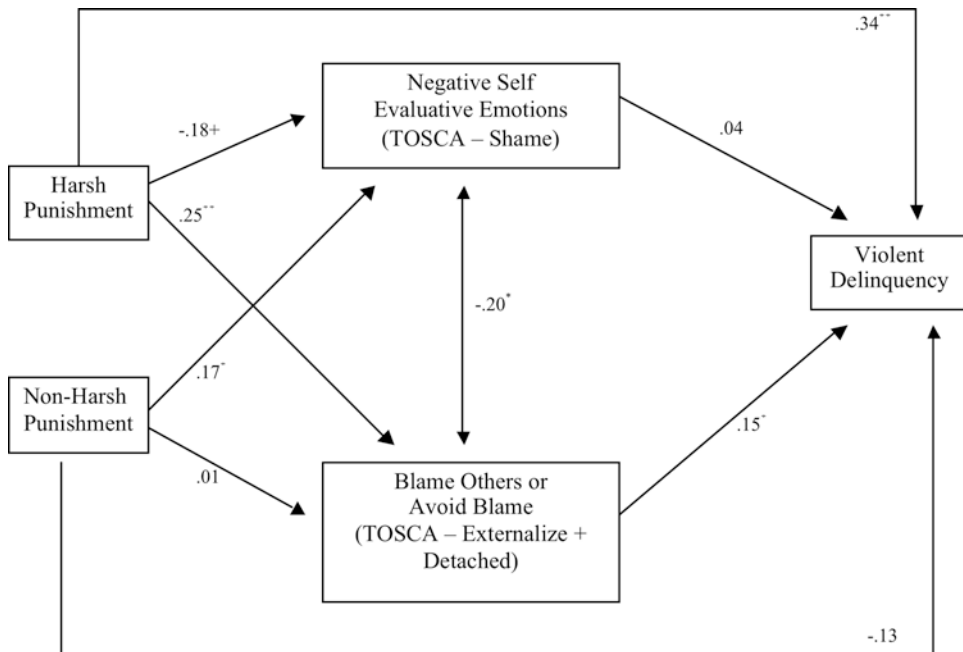 .34--
Negative Self
Evaluative Emotions
(TOSCA – Shame)
-.18+
.04
Harsh
Punishment
.25--
Violent
Delinquency
-.20*
.17-
Non-Harsh
Punishment
.15-
.01
Blame Others or
Avoid Blame
(TOSCA – Externalize +
Detached)
-.13